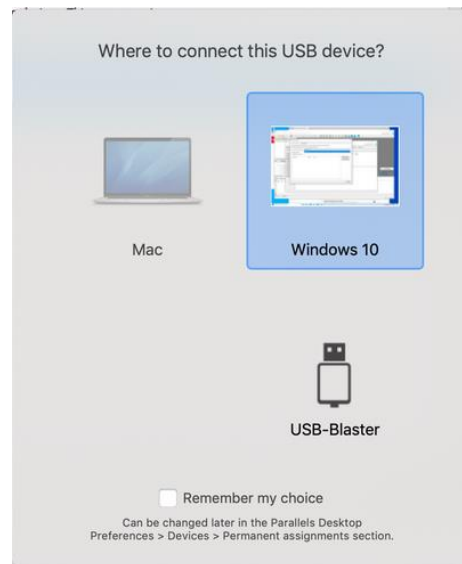 Where to connect this USB device?
Mac
Windows 10
USB-Blaster
Remember my choice
Can be changed later in the Parallels Desktop
Preferences > Devices > Permanent assignments section.